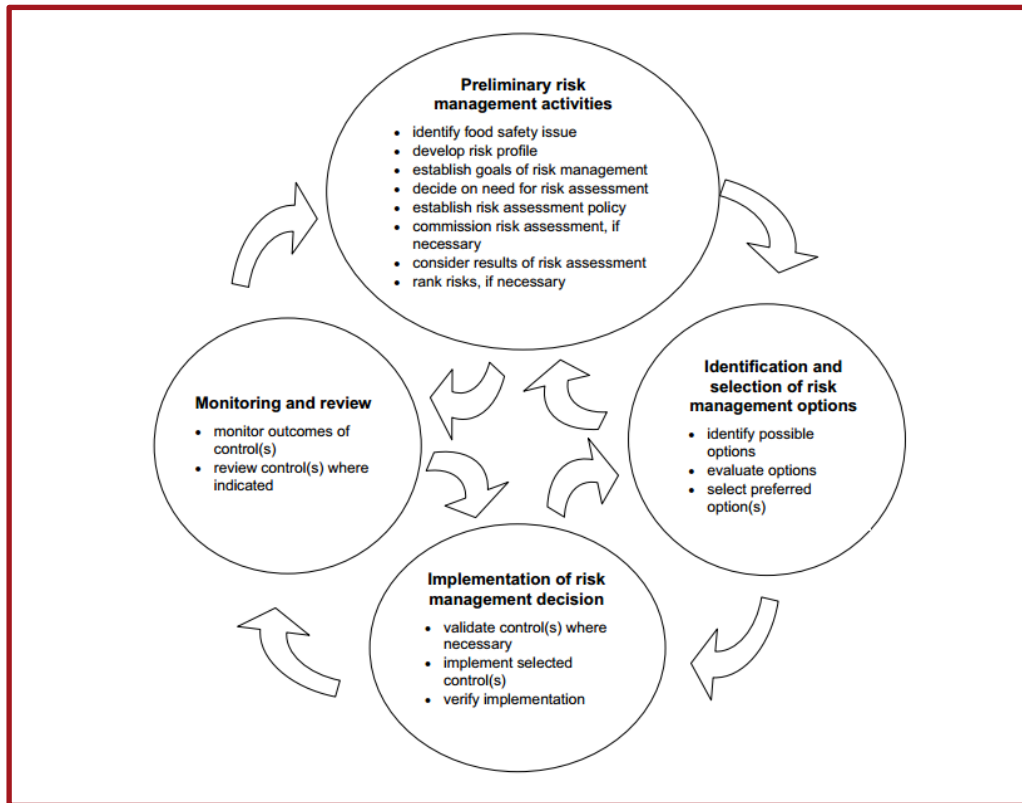 Preliminary risk
management activities
• identify food safety issue
• develop risk profile
• establish goals of risk management
• decide on need for risk assessment
• establish risk assessment policy
• commission risk assessment, if
necessary
• consider results of risk assessment
• rank risks, if necessary
Identification and
selection of risk
management options
• identify possible
options
• evaluate options
• select preferred
option(s)
Implementation of risk
management decision
• validate control(s) where
necessary
• implement selected
control(s)
• verify implementation
Monitoring and review
• monitor outcomes of
control(s)
• review control(s) where
indicated